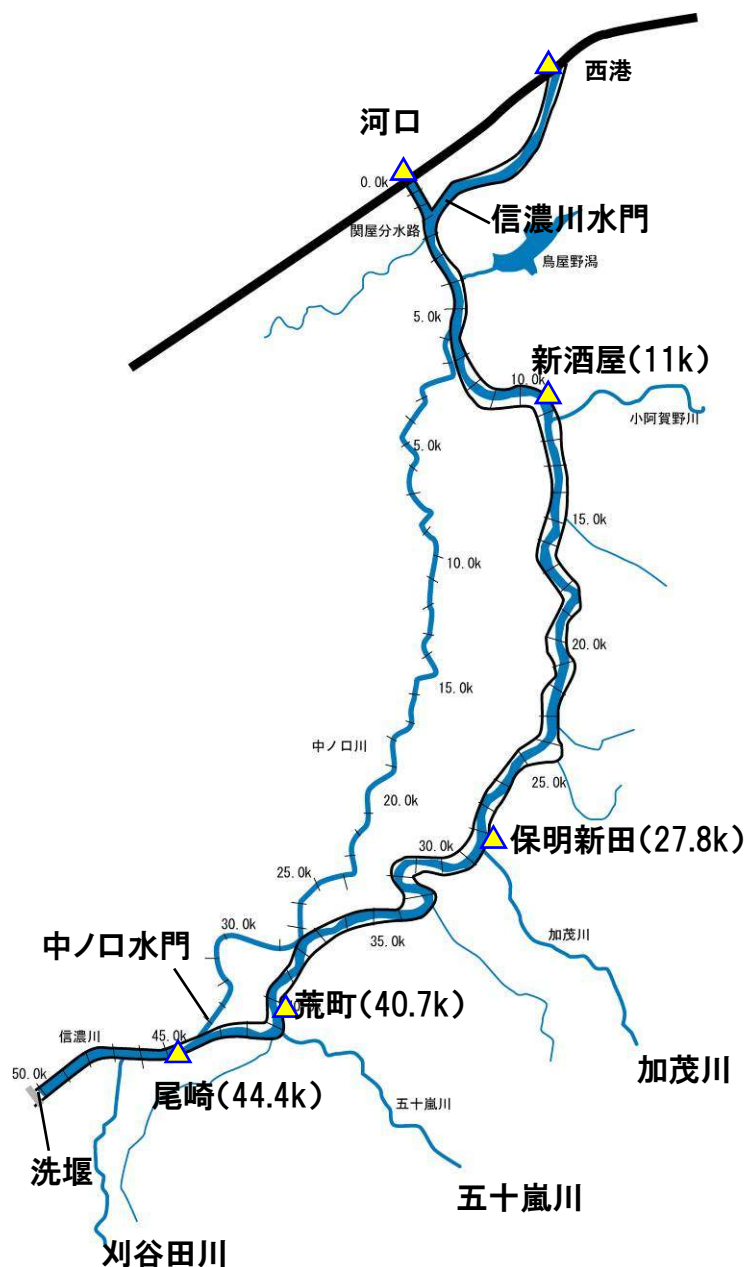 西港
河口
0.0k
信濃川水門
関屋分水路
鳥屋野潟
5.0k
新酒屋(11k)
10.0k
小阿賀野川
5.0k
15.0k
10.0k
20.0k
15.0k
中ノ口川
25.0k
20.0k
保明新田(27.8k)
30.0k
25.0k
35.0k
30.0k
加茂川
中ノ口水門
荒町(40.7k)
信濃川
45.0k
50.0k
尾崎(44.4k)
加茂川
五十嵐川
洗堰
五十嵐川
刈谷田川